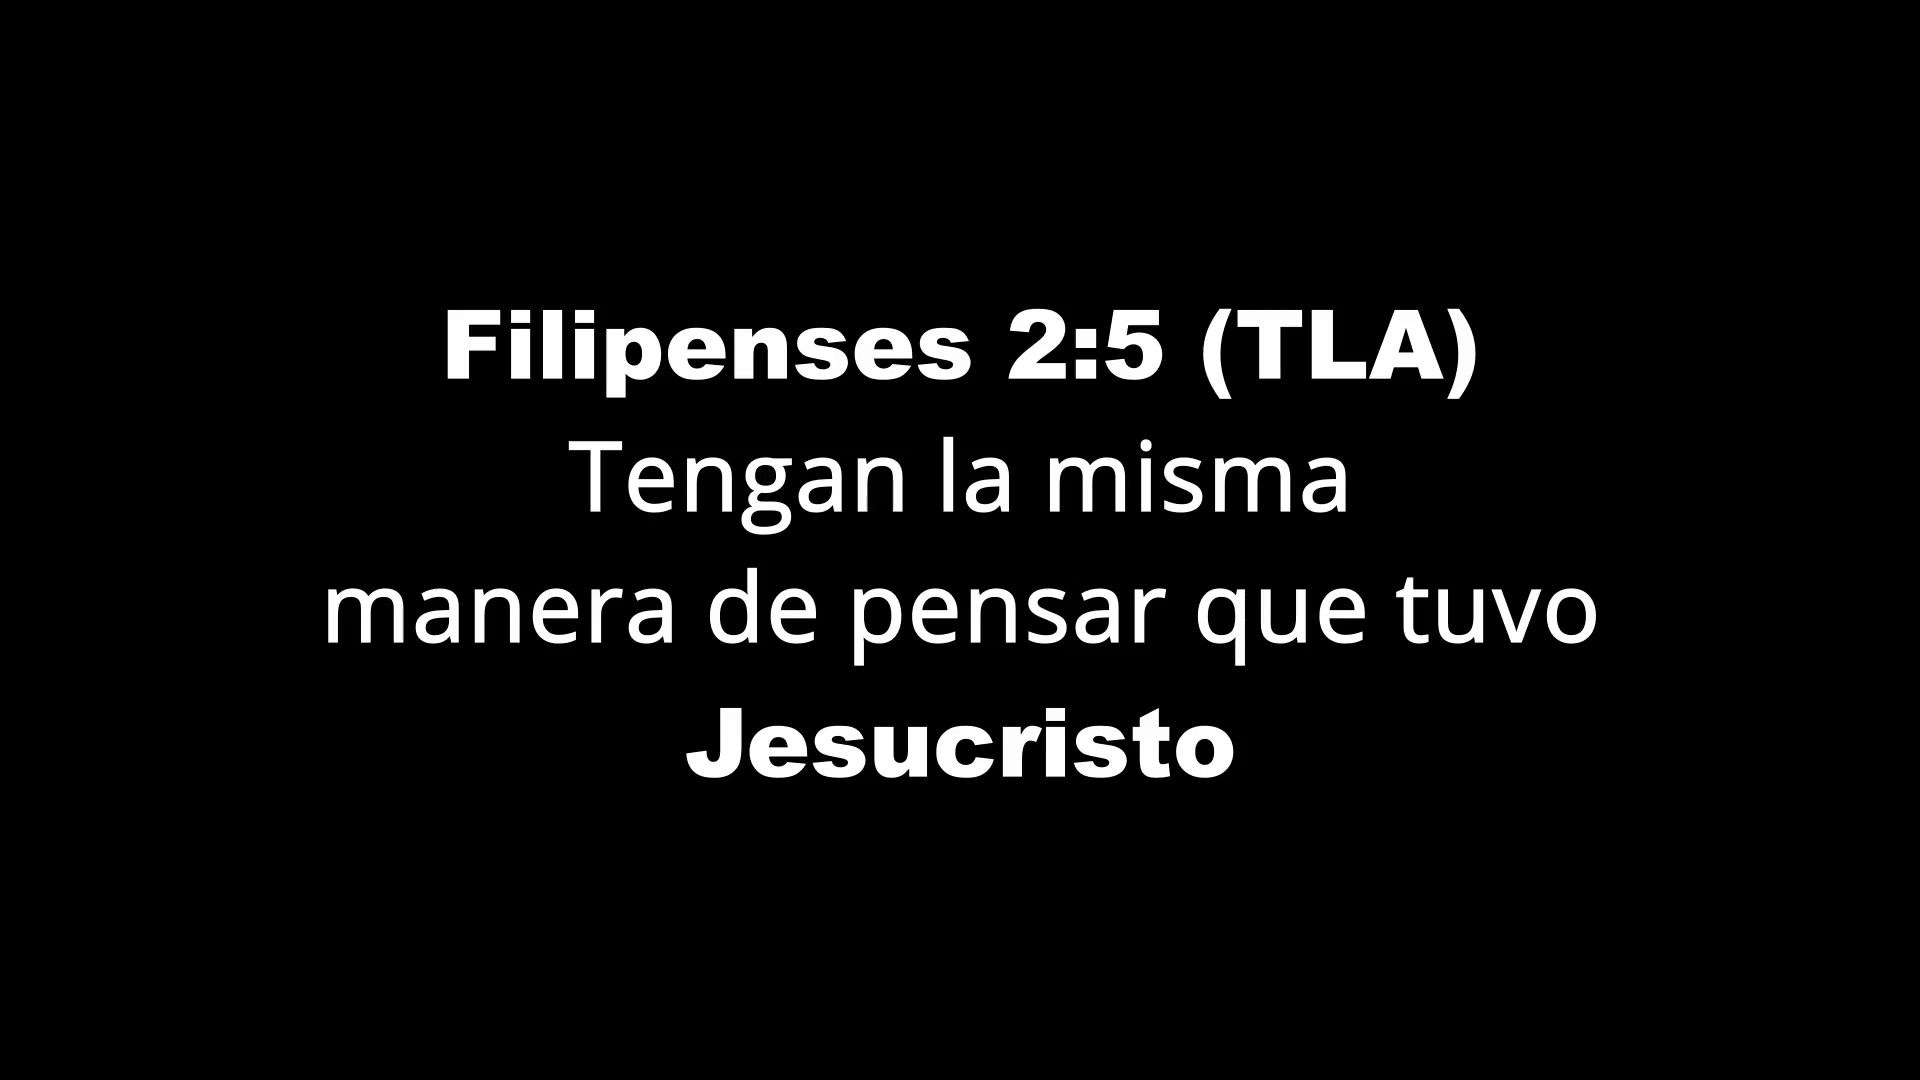 Filipenses 2:5 (TLA)
Tengan la misma
manera de pensar que tuvo
Jesucristo